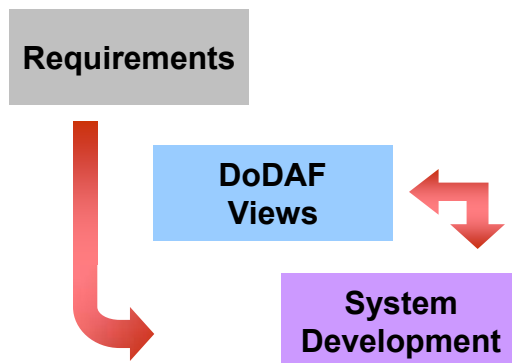 Requirements
DoDAF
Views
System
Development